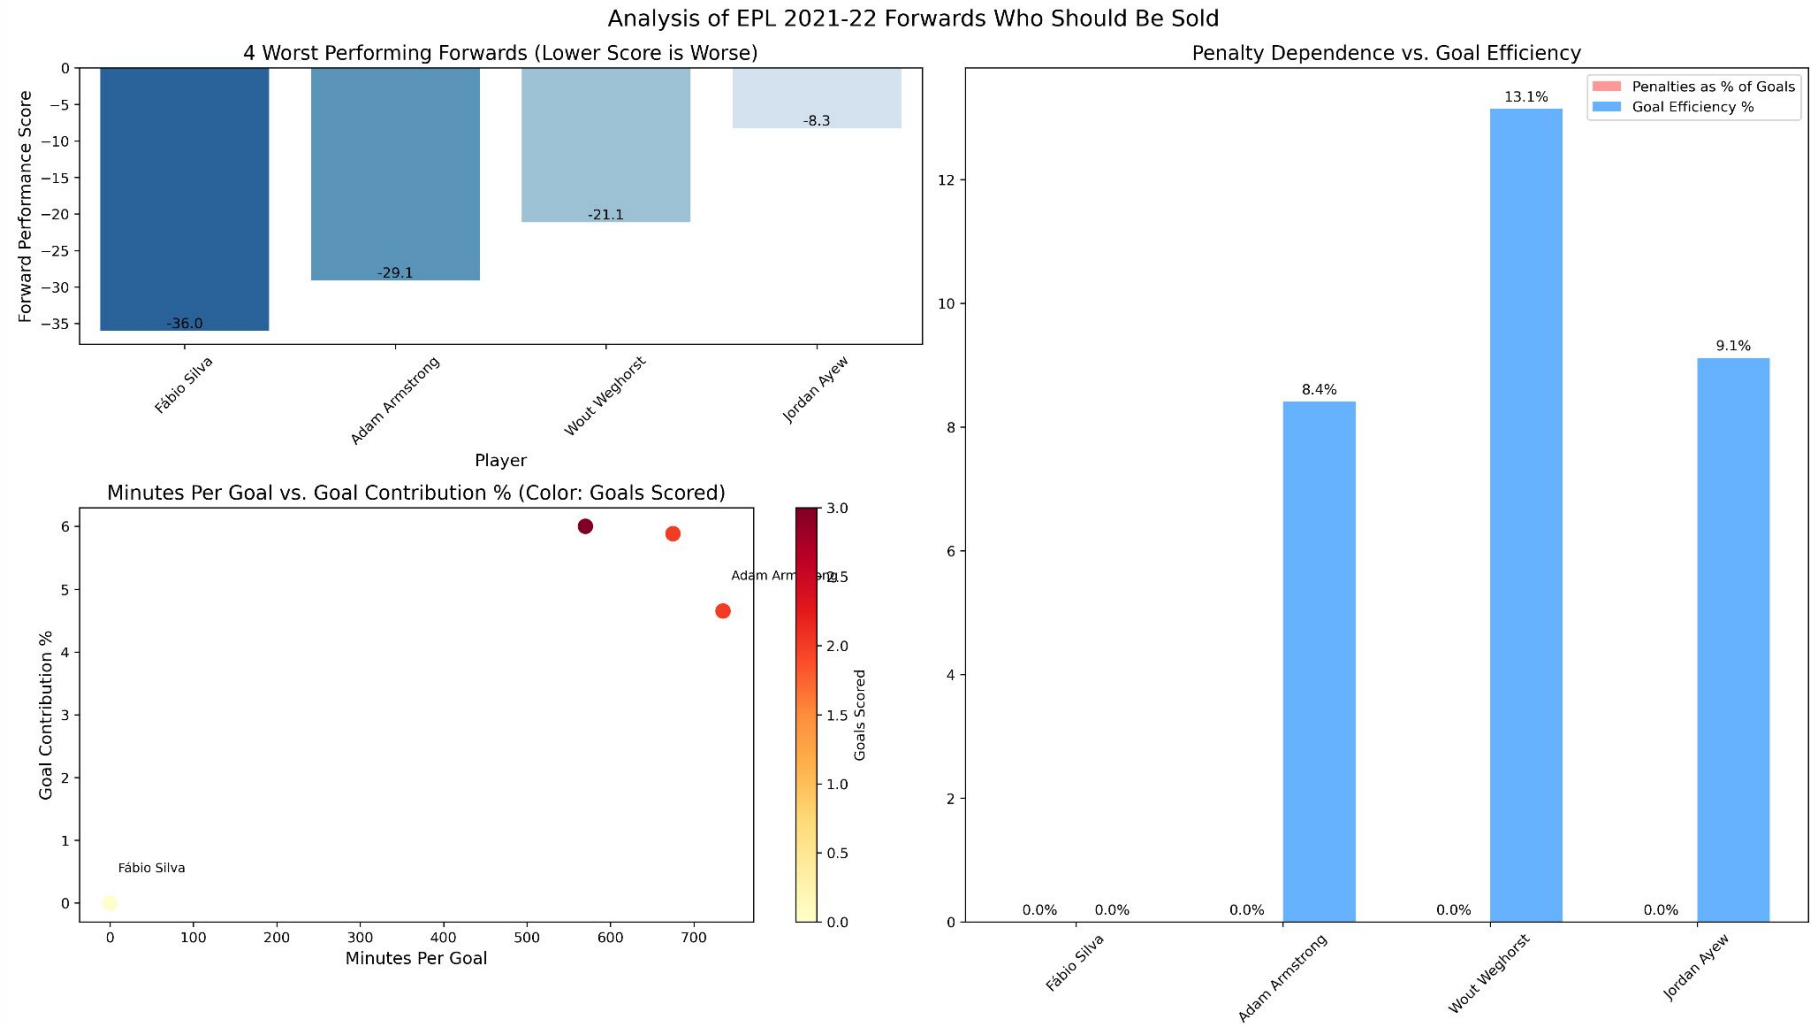 Analysis of EPL 2021-22 Forwards Who Should Be Sold
4 Worst Performing Forwards (Lower Score is Worse)
Forward Performance Score
0
−5
−10
−15
−20
−25
−30
−35
-36.0
-29.1
-21.1
-8.3
Fábio Silva
Adam Armstrong
Wout Weghorst
Jordan Ayew
Player
Minutes Per Goal vs. Goal Contribution % (Color: Goals Scored)
Goal Contribution %
6
5
4
3
2
1
0
Adam Armstrong
Fábio Silva
0
100
200
300
400
500
600
700
Minutes Per Goal
3.0
2.5
2.0
1.5
1.0
0.5
0.0
Goals Scored
Penalty Dependence vs. Goal Efficiency
Penalties as % of Goals
Goal Efficiency %
12
10
8
6
4
2
0
0.0%
0.0%
0.0%
8.4%
0.0%
13.1%
0.0%
9.1%
Fábio Silva
Adam Armstrong
Wout Weghorst
Jordan Ayew